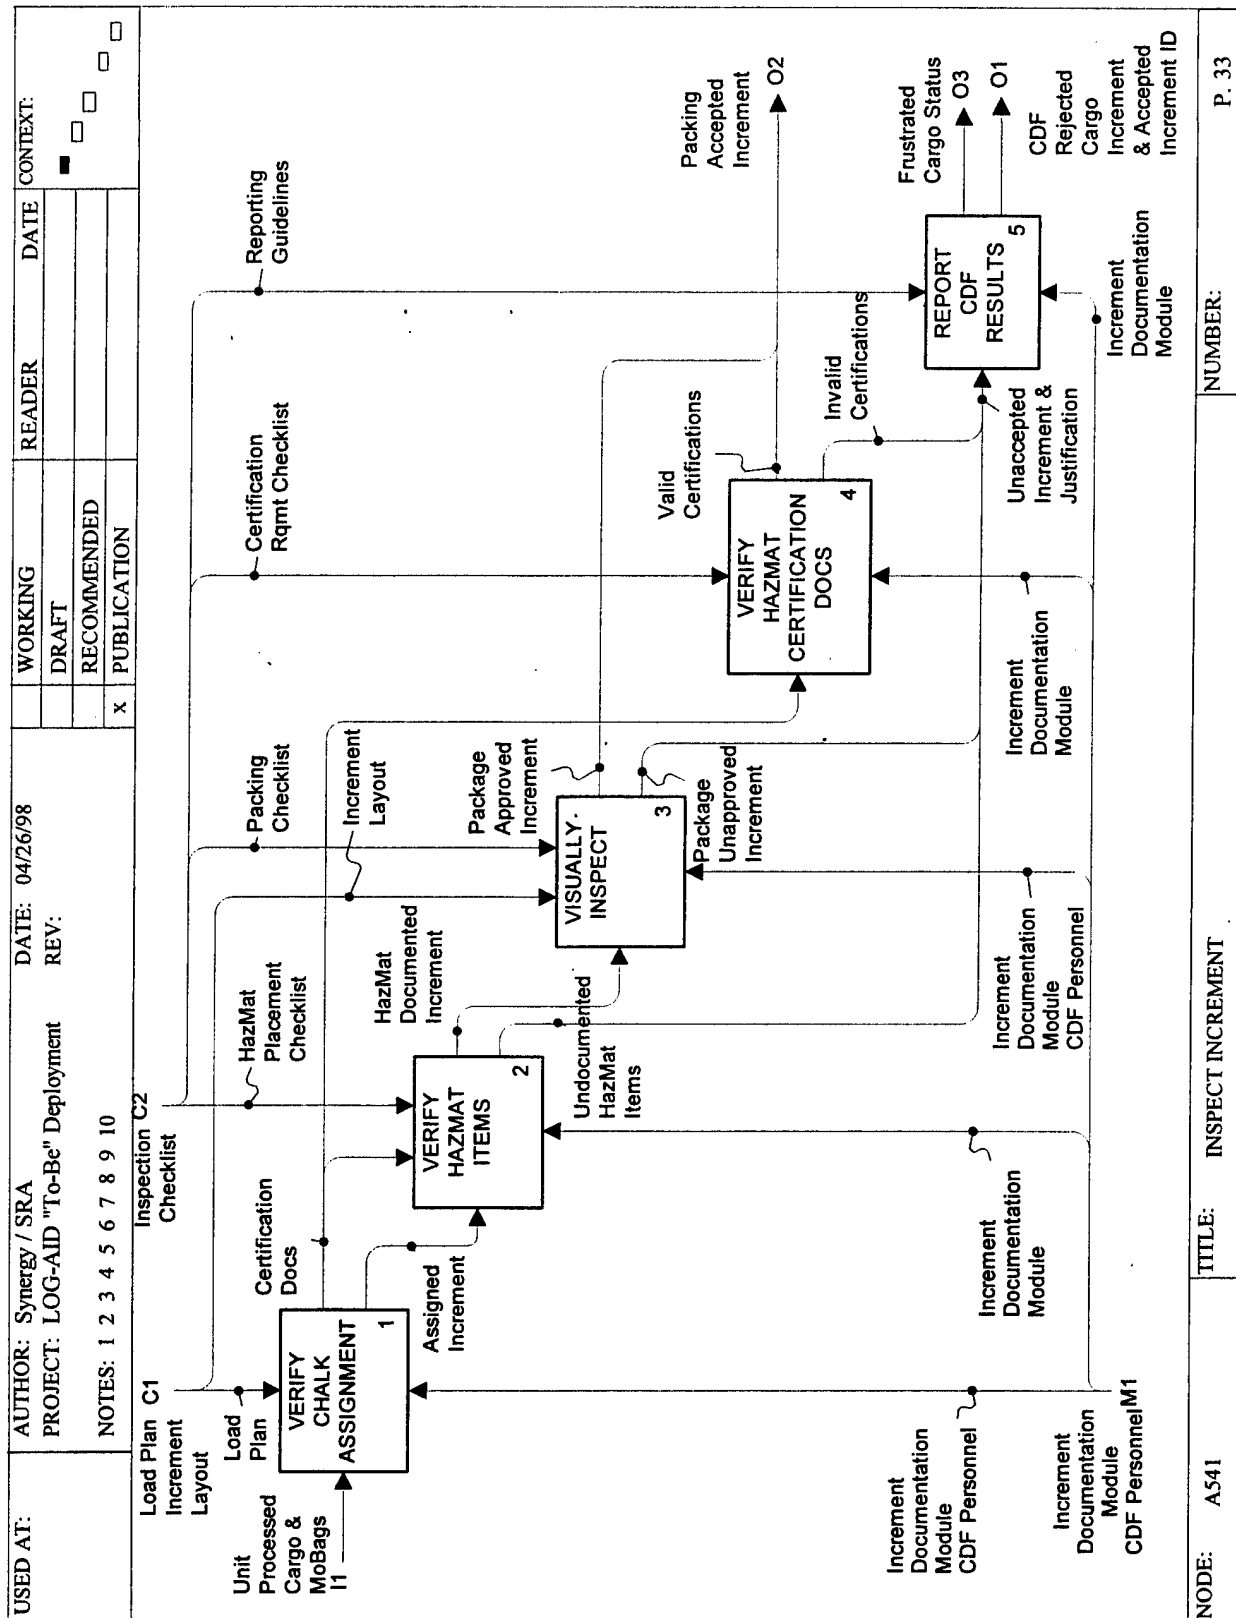 USED AT:
AUTHOR: Synergy / SRA
DATE: 04/26/98
PROJECT: LOG-AID "To-Be" Deployment
REV:
NOTES: 1 2 3 4 5 6 7 8 9 10
WORKING
DRAFT
RECOMMENDED
x PUBLICATION
READER
DATE
CONTEXT:
Load Plan C1
Increment
Layout
Inspection C2
Checklist
Load
Plan
HazMat
Placement
Checklist
Packing
Checklist
Increment
Layout
Certification
Rqmt Checklist
Reporting
Guidelines
Unit
Processed
Cargo &
MoBags
I1
VERIFY
CHALK
ASSIGNMENT
1
Certification
Docs
Assigned
Increment
VERIFY
HAZMAT
ITEMS
2
HazMat
Documented
Increment
Undocumented
HazMat
Items
VISUALLY
INSPECT
3
Package
Approved
Increment
Package
Unapproved
Increment
VERIFY
HAZMAT
CERTIFICATION
DOCS
4
Valid
Certifications
Invalid
Certifications
Packing
Accepted
Increment
O2
Unaccepted
Increment &
Justification
REPORT
CDF
RESULTS
5
Frustrated
Cargo Status
O3
O1
CDF
Rejected
Cargo
Increment
& Accepted
Increment ID
Increment
Documentation
Module
CDF Personnel
Increment
Documentation
Module
Increment
Documentation
Module
CDF Personnel
Increment
Documentation
Module
Increment
Documentation
Module
Increment
Documentation
Module
CDF Personnel M1
NODE: A541
TITLE: INSPECT INCREMENT
NUMBER: P. 33